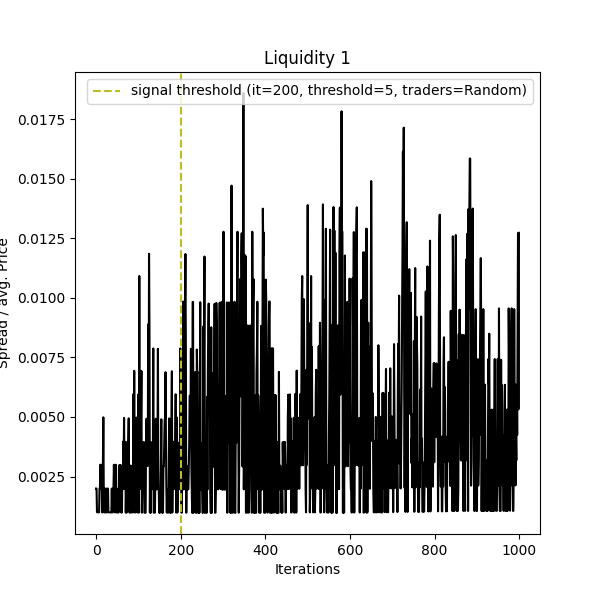 Liquidity 1
signal threshold (it=200, threshold=5, traders=Random)
0.0175
0.0150
0.0125
0.0100
0.0075
0.0050
0.0025
Spread / avg. Price
0 200 400 600 800 1000
Iterations